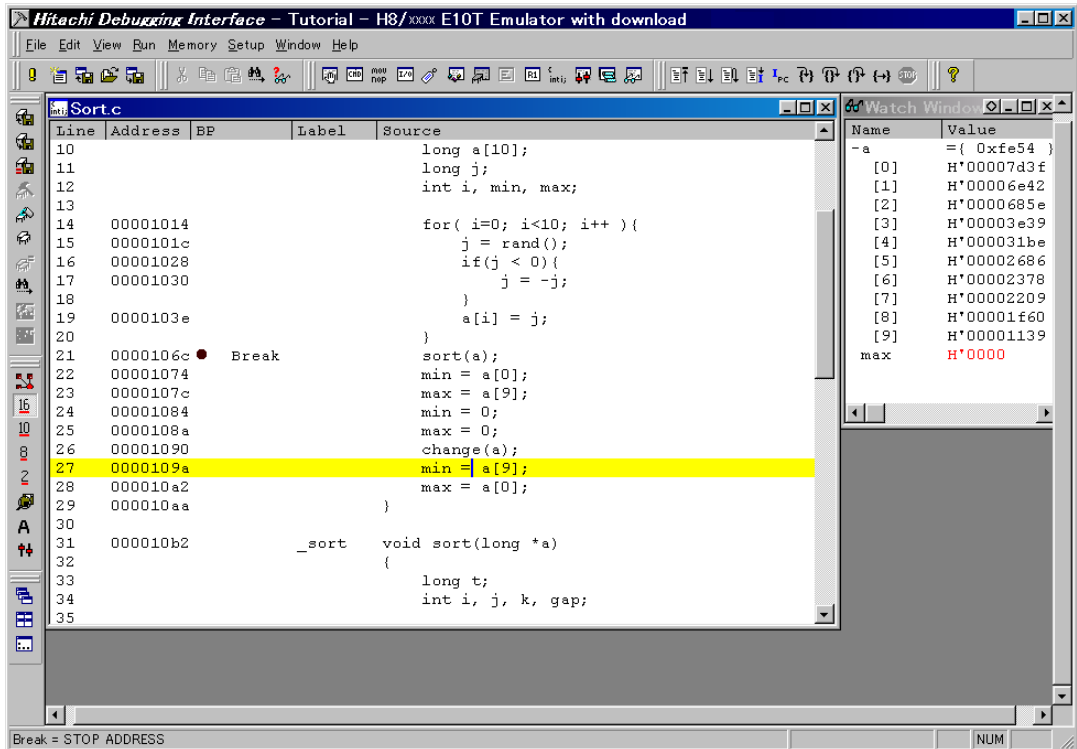 Hitachi Debugging Interface - Tutorial - H8/xxxx E10T Emulator with download
File Edit View Run Memory Setup Window Help
Sort.c
Line Address BP Label Source
10 long a[10];
11 long j;
12 int i, min, max;
13
14 00001014 for( i=0; i<10; i++ ){
15 0000101c j = rand();
16 00001028 if(j < 0){
17 00001030 j = -j;
18 }
19 0000103e a[i] = j;
20 }
21 0000106c Break sort(a);
22 00001074 min = a[0];
23 0000107c max = a[9];
24 00001084 min = 0;
25 0000108a max = 0;
26 00001090 change(a);
27 0000109a min = a[9];
28 000010a2 max = a[0];
29 000010aa }
30
31 000010b2 _sort void sort(long *a)
32 {
33 long t;
34 int i, j, k, gap;
35
Watch Window
Name Value
-a ={ 0xfe54 }
[0] H'00007d3f
[1] H'00006e42
[2] H'0000685e
[3] H'00003e39
[4] H'000031be
[5] H'00002686
[6] H'00002378
[7] H'00002209
[8] H'00001f60
[9] H'00001139
max H'0000
16
10
8
2
A
Break = STOP ADDRESS
NUM